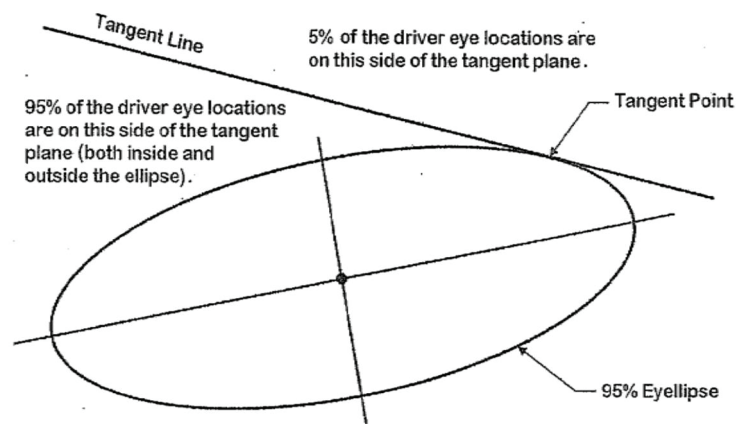 Tangent Line
5% of the driver eye locations are
on this side of the tangent plane.
95% of the driver eye locations
are on this side of the tangent
plane (both inside and
outside the ellipse).
Tangent Point
95% Eyellipse